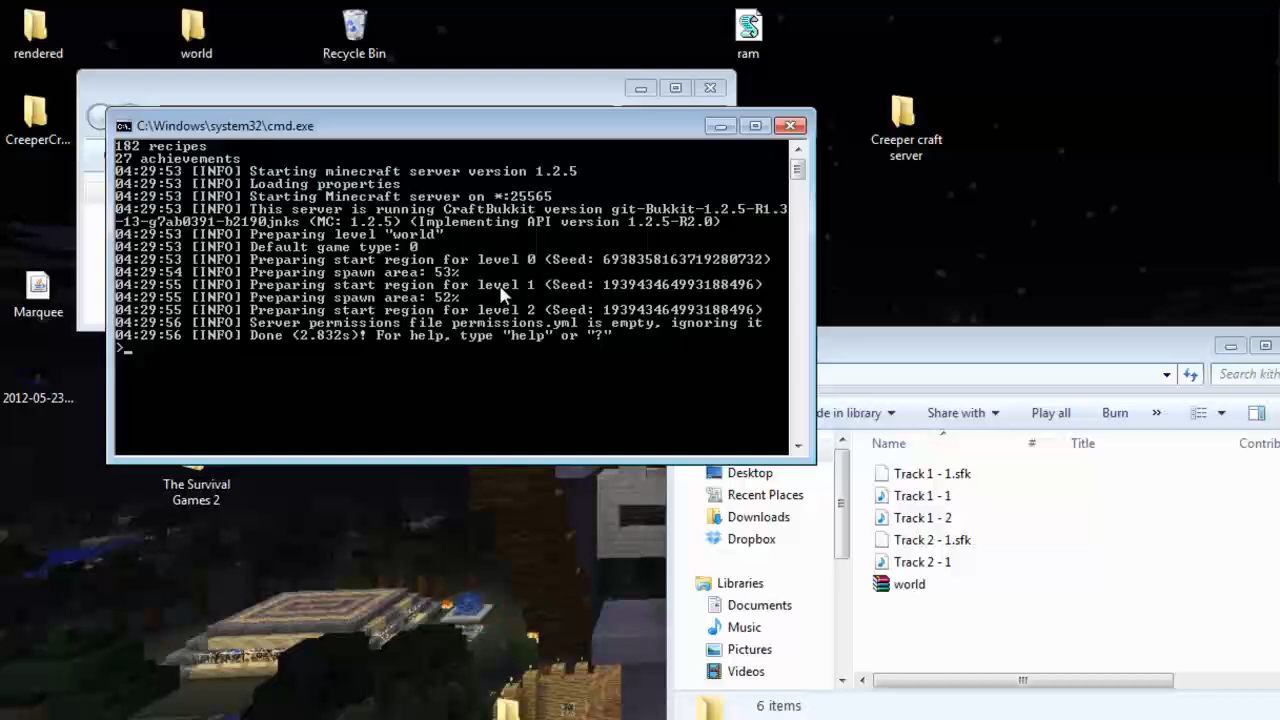 rendered
world
Recycle Bin
ram
CreeperCr...
Creeper craft
server
Marquee
2012-05-23...
The Survival
Games 2
C:\Windows\system32\cmd.exe
182 recipes
27 achievements
04:29:53 [INFO] Starting minecraft server version 1.2.5
04:29:53 [INFO] Loading properties
04:29:53 [INFO] Starting Minecraft server on *:25565
04:29:53 [INFO] This server is running CraftBukkit version git-Bukkit-1.2.5-R1.3
-13-g7ab0391-b2190jnks (MC: 1.2.5) (Implementing API version 1.2.5-R2.0)
04:29:53 [INFO] Preparing level "world"
04:29:53 [INFO] Default game type: 0
04:29:53 [INFO] Preparing start region for level 0 (Seed: 6938358163719280732)
04:29:54 [INFO] Preparing spawn area: 53%
04:29:55 [INFO] Preparing start region for level 1 (Seed: 193943464993188496)
04:29:55 [INFO] Preparing spawn area: 52%
04:29:55 [INFO] Preparing start region for level 2 (Seed: 193943464993188496)
04:29:56 [INFO] Server permissions file permissions.yml is empty, ignoring it
04:29:56 [INFO] Done (2.832s)! For help, type "help" or "?"
>_
Search kith
de in library
Share with
Play all
Burn
»
Name
#
Title
Contrib
Desktop
Recent Places
Downloads
Dropbox
Libraries
Documents
Music
Pictures
Videos
Track 1 - 1.sfk
Track 1 - 1
Track 1 - 2
Track 2 - 1.sfk
Track 2 - 1
world
6 items